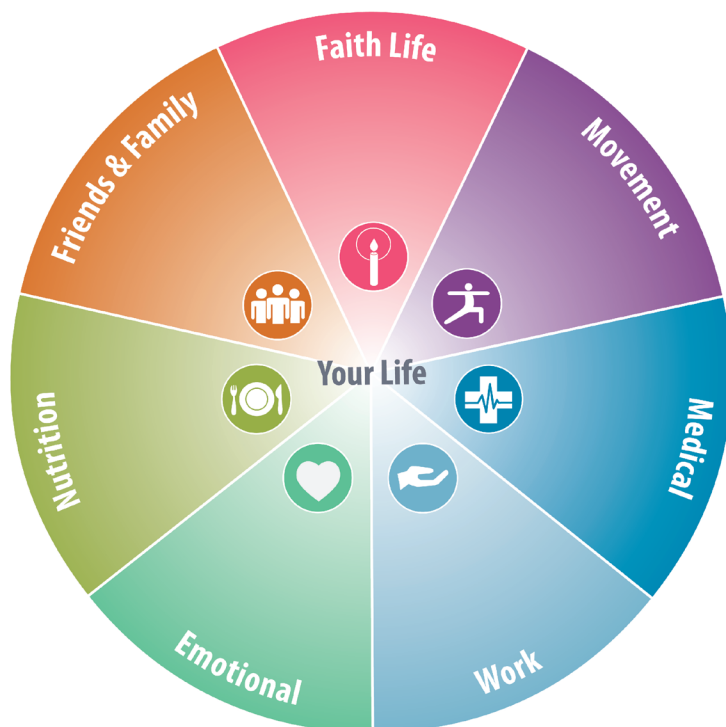 Faith Life
Movement
Medical
Work
Emotional
Nutrition
Friends & Family
Your Life